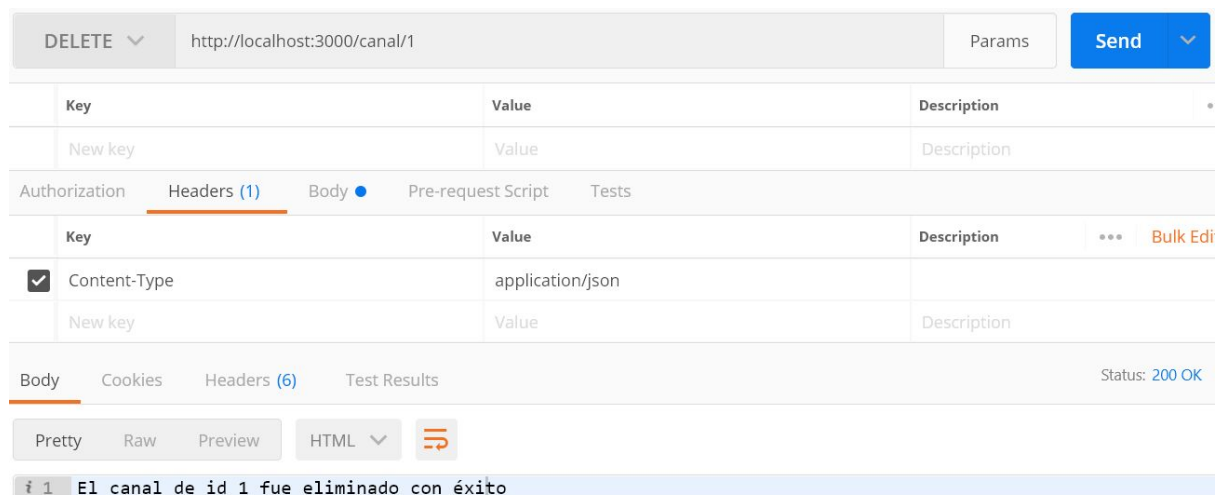 DELETE http://localhost:3000/canal/1 Params Send
Key Value Description
New key Value Description
Authorization Headers (1) Body Pre-request Script Tests
Key Value Description Bulk Edi
Content-Type application/json
New key Value Description
Body Cookies Headers (6) Test Results Status: 200 OK
Pretty Raw Preview HTML
i 1 El canal de id 1 fue eliminado con éxito